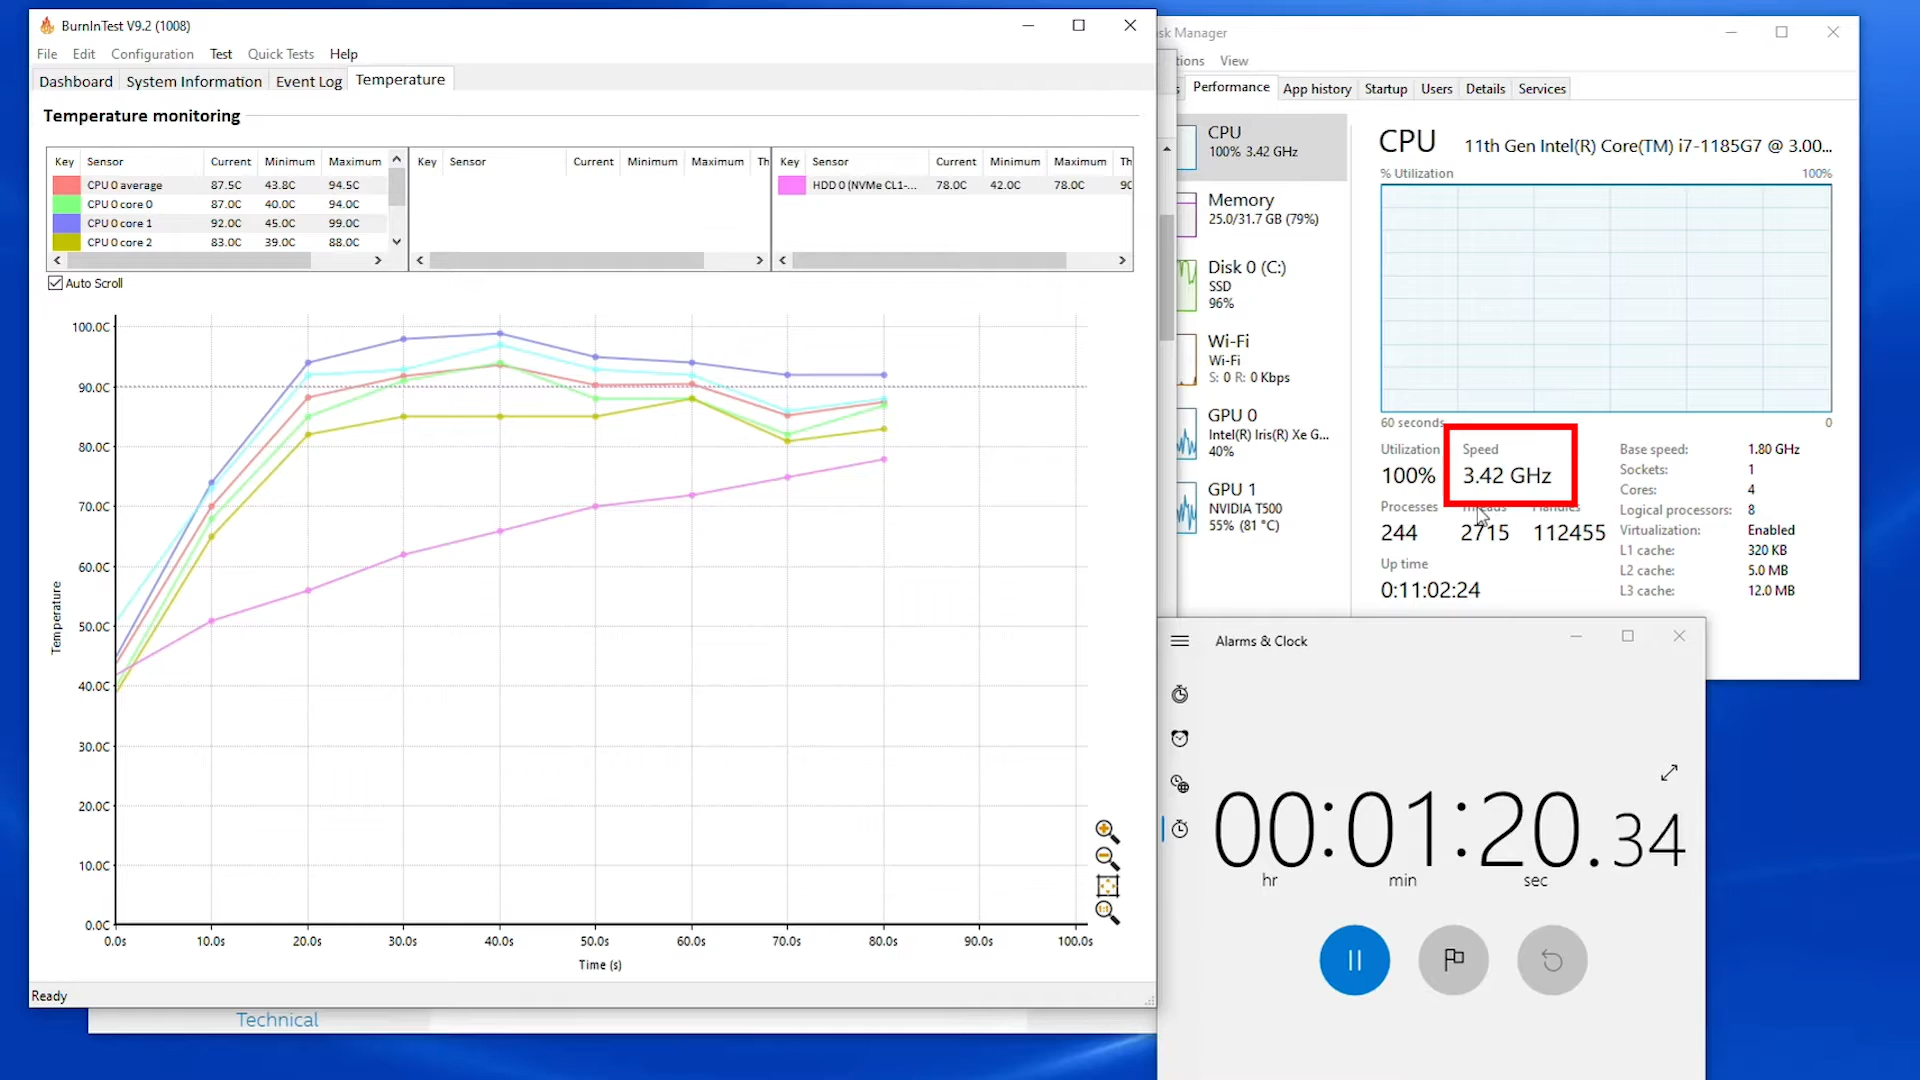 BurnInTest V9.2 (1008)
File Edit Configuration Test Quick Tests Help
Dashboard System Information Event Log Temperature
Temperature monitoring
Key Sensor Current Minimum Maximum
CPU 0 average 87.5C 43.8C 94.5C
CPU 0 core 0 87.0C 40.0C 94.0C
CPU 0 core 1 92.0C 45.0C 99.0C
CPU 0 core 2 83.0C 39.0C 88.0C
Key Sensor Current Minimum Maximum Th
Key Sensor Current Minimum Maximum Th
HDD 0 (NVMe CL1-... 78.0C 42.0C 78.0C 90
Auto Scroll
100.0C
90.0C
80.0C
70.0C
60.0C
50.0C
40.0C
30.0C
20.0C
10.0C
0.0C
Temperature
0.0s 10.0s 20.0s 30.0s 40.0s 50.0s 60.0s 70.0s 80.0s 90.0s 100.0s
Time (s)
1:1
Ready
Technical
sk Manager
tions View
s Performance App history Startup Users Details Services
CPU
100% 3.42 GHz
Memory
25.0/31.7 GB (79%)
Disk 0 (C:)
SSD
96%
Wi-Fi
Wi-Fi
S: 0 R: 0 Kbps
GPU 0
Intel(R) Iris(R) Xe G...
40%
GPU 1
NVIDIA T500
55% (81 °C)
CPU 11th Gen Intel(R) Core(TM) i7-1185G7 @ 3.00...
% Utilization 100%
60 seconds 0
Utilization Speed
100% 3.42 GHz
Processes Threads Handles
244 2715 112455
Up time
0:11:02:24
Base speed: 1.80 GHz
Sockets: 1
Cores: 4
Logical processors: 8
Virtualization: Enabled
L1 cache: 320 KB
L2 cache: 5.0 MB
L3 cache: 12.0 MB
Alarms & Clock
00:01:20.34
hr min sec